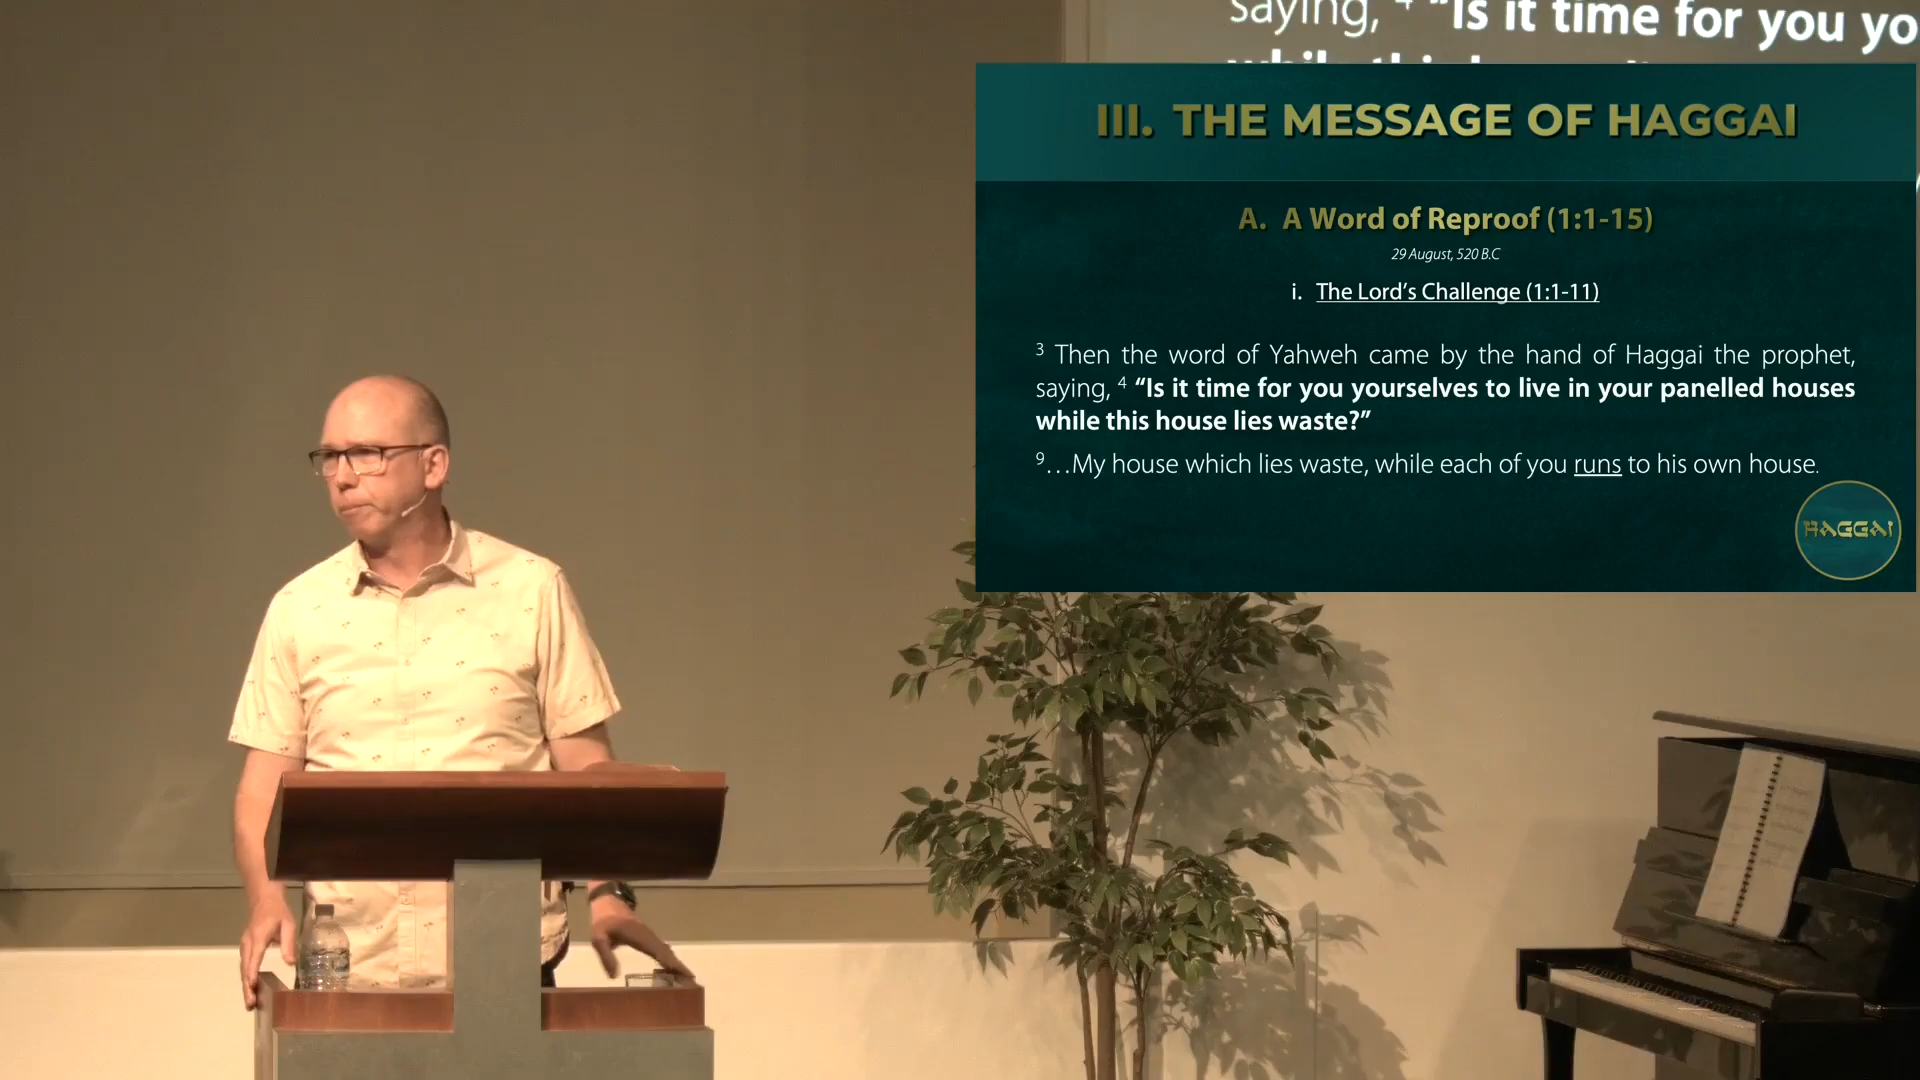 saying, 4 “Is it time for you yo
III. THE MESSAGE OF HAGGAI
A. A Word of Reproof (1:1-15)
29 August, 520 B.C
i. The Lord’s Challenge (1:1-11)
3 Then the word of Yahweh came by the hand of Haggai the prophet,
saying, 4 “Is it time for you yourselves to live in your panelled houses
while this house lies waste?”
9…My house which lies waste, while each of you runs to his own house.
HAGGAI